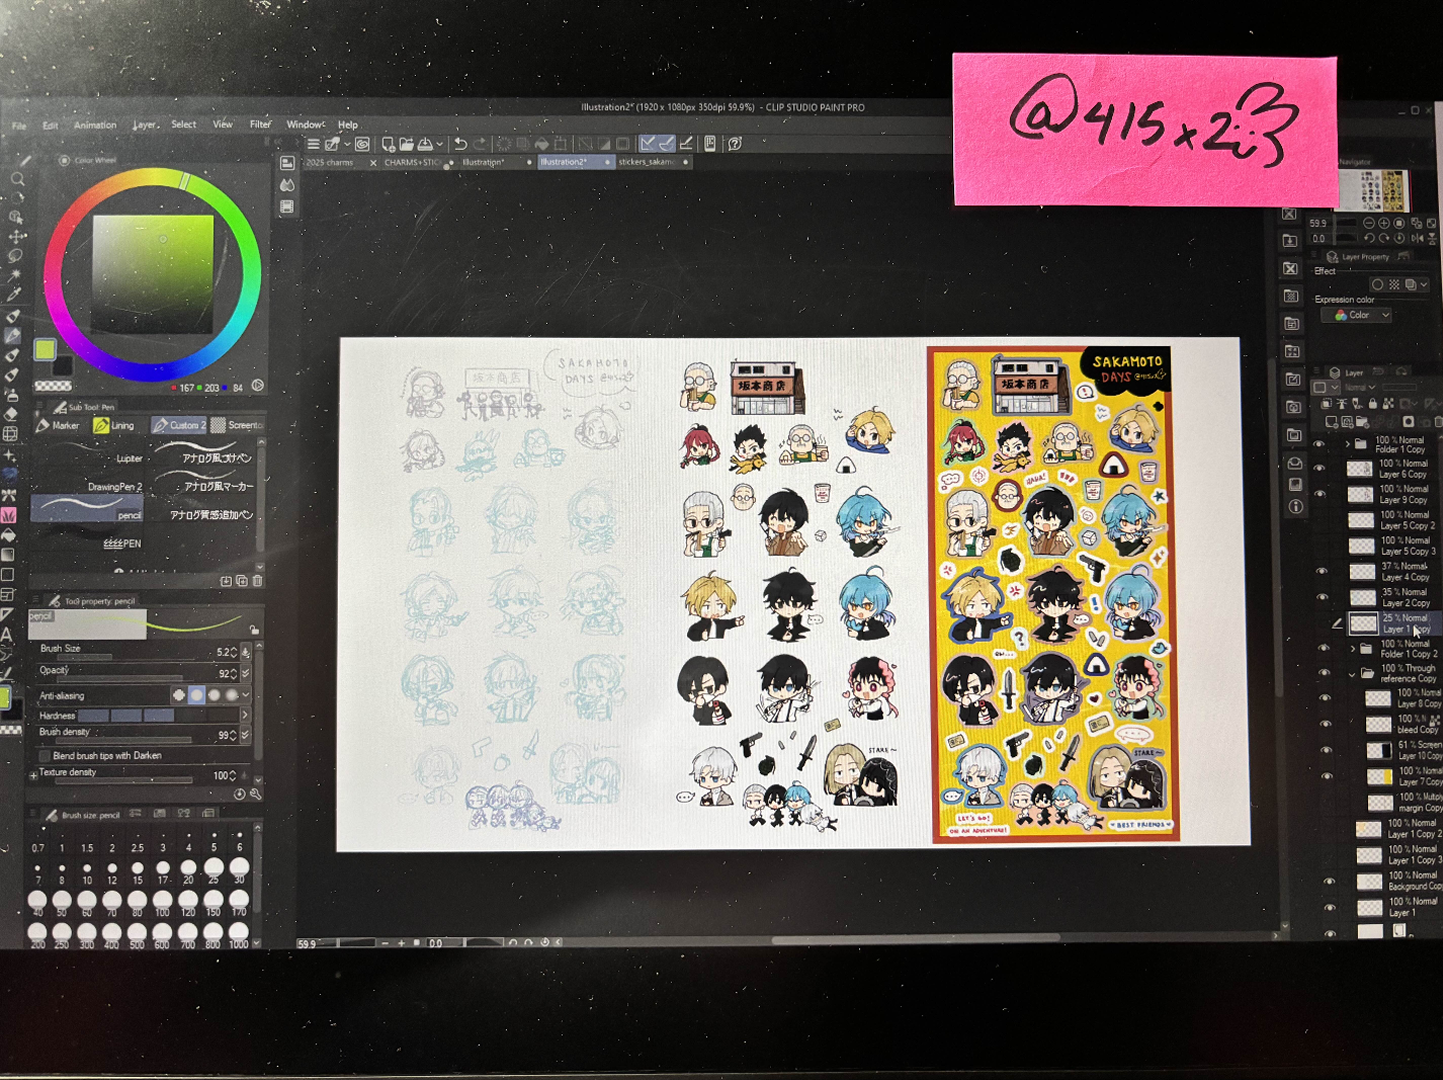 @415x2:3
Illustration2* (1920 x 1080px 350dpi 59.9%) - CLIP STUDIO PAINT PRO
File Edit Animation Layer Select View Filter Window Help
2025 charms
CHARMS+STIC
Illustration*
Illustration2*
stickers_sakam
Color Wheel
167 203 84
Sub Tool: Pen
Marker
Lining
Custom 2
Screento
Lupiter
アナログ風つけペン
DrawingPen 2
アナログ風マーカー
pencil
アナログ質感追加ペン
PEN
Tool property: pencil
pencil
Brush Size 5.2
Opacity 92
Anti-aliasing
Hardness
Brush density 99
Blend brush tips with Darken
Texture density 100
Brush size: pencil
0.7 1 1.5 2 2.5 3 4 5 6
7 8 10 12 15 17 20 25 30
40 50 60 70 80 100 120 150 170
200 250 300 400 500 600 700 800 1000
SAKAMOTO
DAYS
坂本商店
坂本商店
STARE~
SAKAMOTO
DAYS @415x2:3
坂本商店
HAHA!
OH...
STARE~
LET'S GO!
ON AN ADVENTURE!
BEST FRIENDS
59.9 0.0
Navigator
59.9
0.0
Layer Property
Effect
Expression color
Color
Layer
Normal
100 % Normal
Folder 1 Copy
100 % Normal
Layer 6 Copy
100 % Normal
Layer 9 Copy
100 % Normal
Layer 5 Copy 2
100 % Normal
Layer 5 Copy 3
37 % Normal
Layer 4 Copy
35 % Normal
Layer 2 Copy
25 % Normal
Layer 1 Copy
100 % Normal
Folder 1 Copy 2
100 % Through
reference Copy
100 % Norma
Layer 8 Copy
100 % N
bleed Copy
61 % Screen
Layer 10 Copy
100 % Norma
Layer 7 Copy
100 % Multiply
margin Copy
100 % Normal
Layer 1 Copy 2
100 % Normal
Layer 1 Copy 3
100 % Normal
Background Copy
100 % Normal
Layer 1